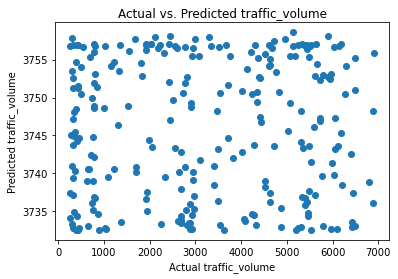 Actual vs. Predicted traffic_volume
Predicted traffic_volume
3755
3750
3745
3740
3735
0 1000 2000 3000 4000 5000 6000 7000
Actual traffic_volume